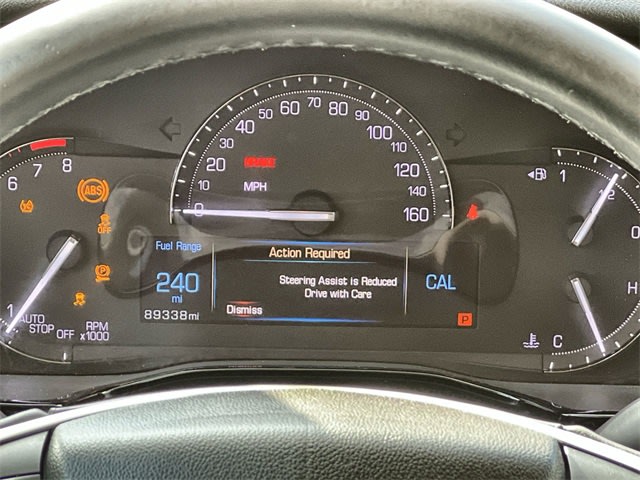 6 7 8
ABS
OFF
P
1
AUTO
STOP OFF
RPM
x1000
10 20 30 40 50 60 70 80 90 100 110 120 140 160
MPH
0
Fuel Range
240
mi
89338mi
Action Required
Steering Assist is Reduced
Drive with Care
Dismiss
CAL
P
1
0
C
H